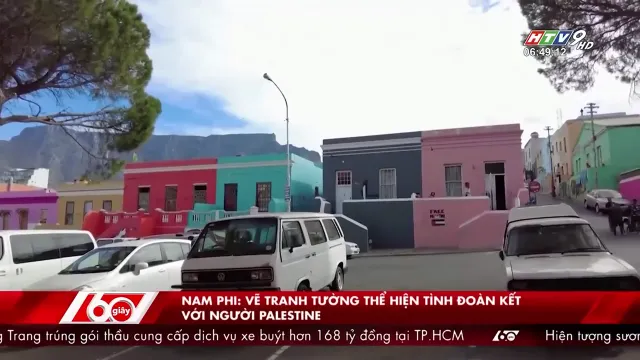 HTV9 HD
06:49:12
FREE
60 giây
NAM PHI: VẼ TRANH TƯỜNG THỂ HIỆN TÌNH ĐOÀN KẾT
VỚI NGƯỜI PALESTINE
g Trang trúng gói thầu cung cấp dịch vụ xe buýt hơn 168 tỷ đồng tại TP.HCM 60 Hiện tượng sươ